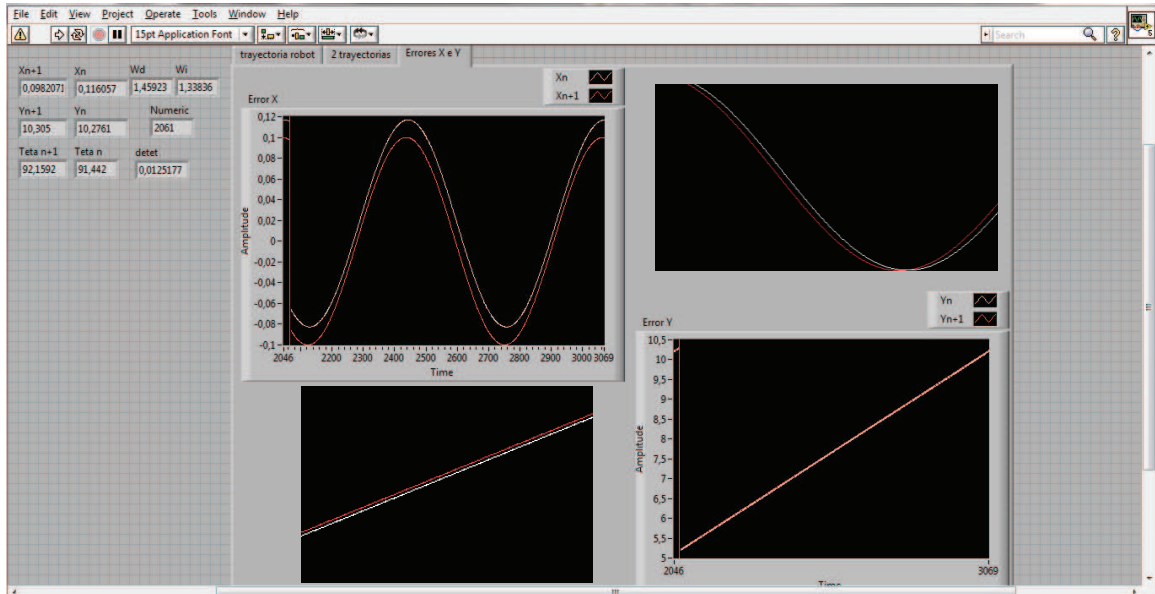 File Edit View Project Operate Tools Window Help
15pt Application Font
Search
5
trayectoria robot 2 trayectorias Errores X e Y
Xn+1 Xn Wd Wi
0,0982071 0,116057 1,45923 1,33836
Yn+1 Yn Numeric
10,305 10,2761 2061
Teta n+1 Teta n detet
92,1592 91,442 0,0125177
Error X
Xn
Xn+1
0,12
0,1
0,08
0,06
0,04
0,02
0
-0,02
-0,04
-0,06
-0,08
-0,1
Amplitude
2046 2200 2300 2400 2500 2600 2700 2800 2900 3000 3069
Time
Error Y
Yn
Yn+1
10,5
10
9,5
9
8,5
8
7,5
7
6,5
6
5,5
5
Amplitude
2046 3069
Time